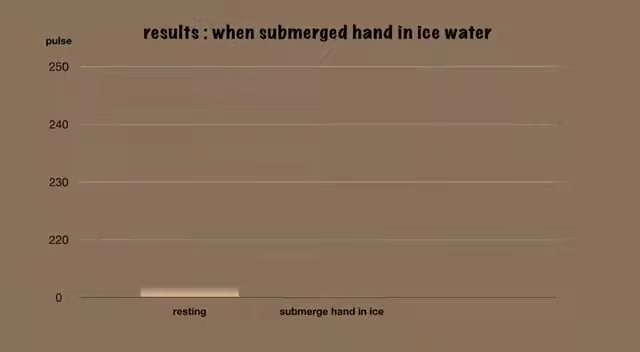 results : when submerged hand in ice water
pulse
250
240
230
220
0
resting
submerge hand in ice